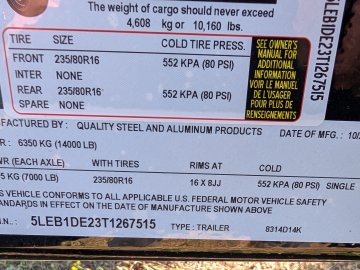 The weight of cargo should never exceed
4,608 kg or 10,160 lbs.
TIRE SIZE COLD TIRE PRESS.
FRONT 235/80R16 552 KPA (80 PSI)
INTER NONE
REAR 235/80R16 552 KPA (80 PSI)
SPARE NONE
SEE OWNER'S
MANUAL FOR
ADDITIONAL
INFORMATION
VOIR LE MANUEL
DE L'USAGER
POUR PLUS DE
RENSEIGNEMENTS
5LEB1DE23T1267515
FACTURED BY: QUALITY STEEL AND ALUMINUM PRODUCTS DATE OF MFG.: 10/
R: 6350 KG (14000 LB)
WR (EACH AXLE) WITH TIRES RIMS AT COLD
5 KG (7000 LB) 235/80R16 16 X 8JJ 552 KPA (80 PSI) SINGLE
S VEHICLE CONFORMS TO ALL APPLICABLE U.S. FEDERAL MOTOR VEHICLE SAFETY
STANDARDS IN EFFECT ON THE DATE OF MANUFACTURE SHOWN ABOVE
.N.: 5LEB1DE23T1267515 TYPE: TRAILER 8314D14K